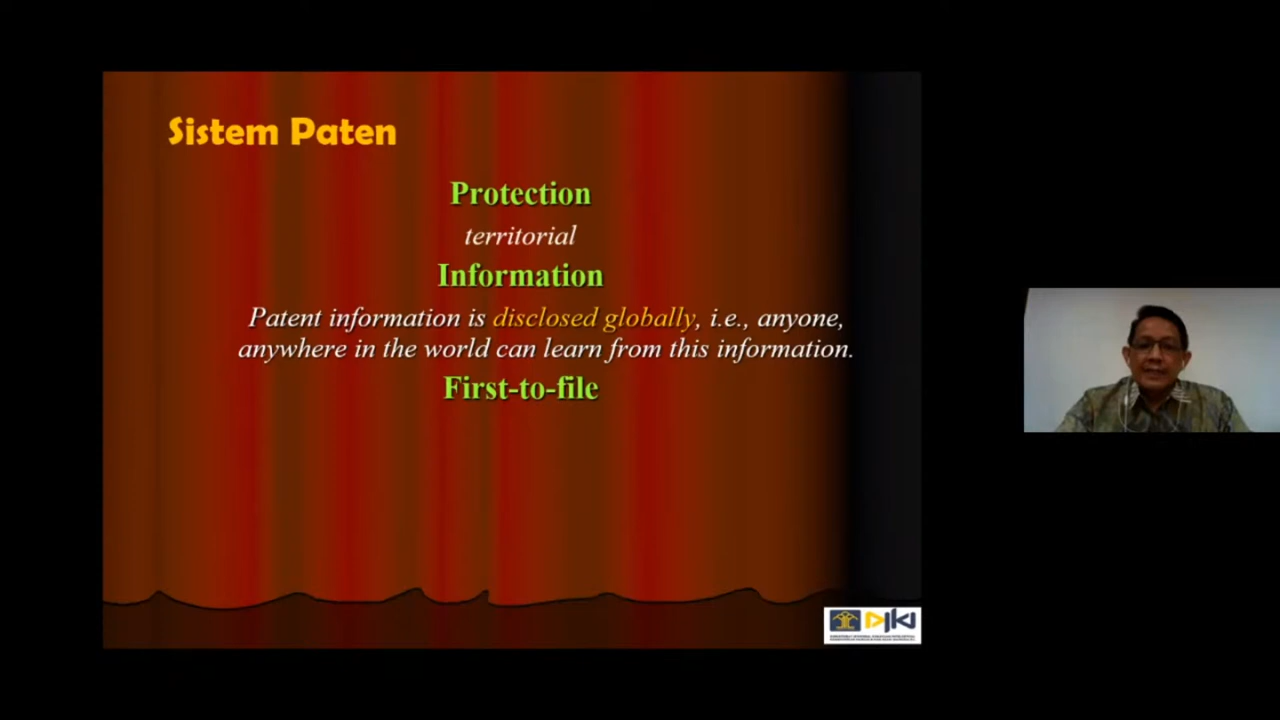 Sistem Paten
Protection
territorial
Information
Patent information is disclosed globally, i.e., anyone,
anywhere in the world can learn from this information.
First-to-file
DJKI